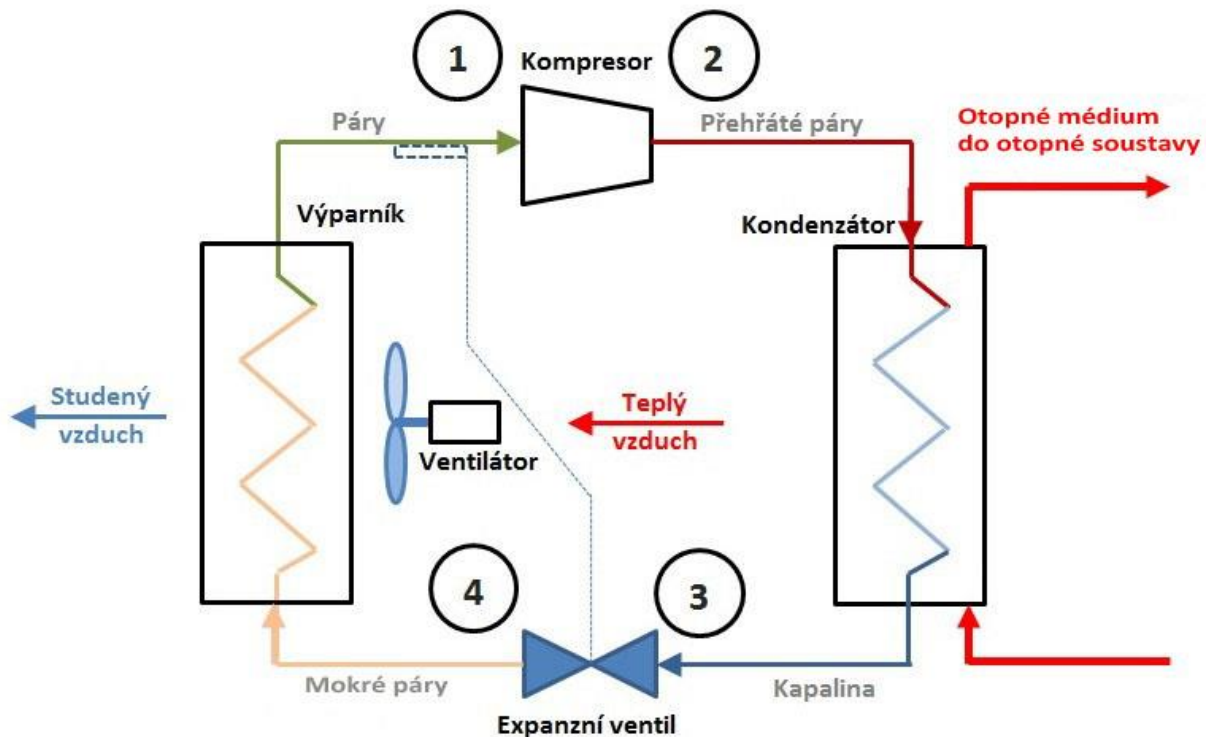 1
Kompresor
2
Páry
Přehřáté páry
Otopné médium
do otopné soustavy
Výparník
Kondenzátor
Studený
vzduch
Teplý
vzduch
Ventilátor
4
3
Mokré páry
Kapalina
Expanzní ventil